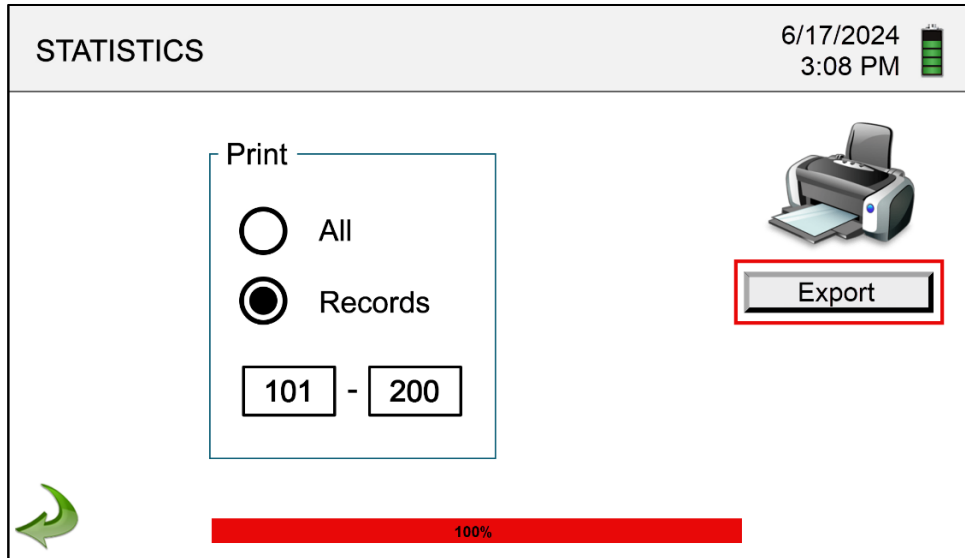 STATISTICS
6/17/2024
3:08 PM
Print
All
Records
101 - 200
Export
100%